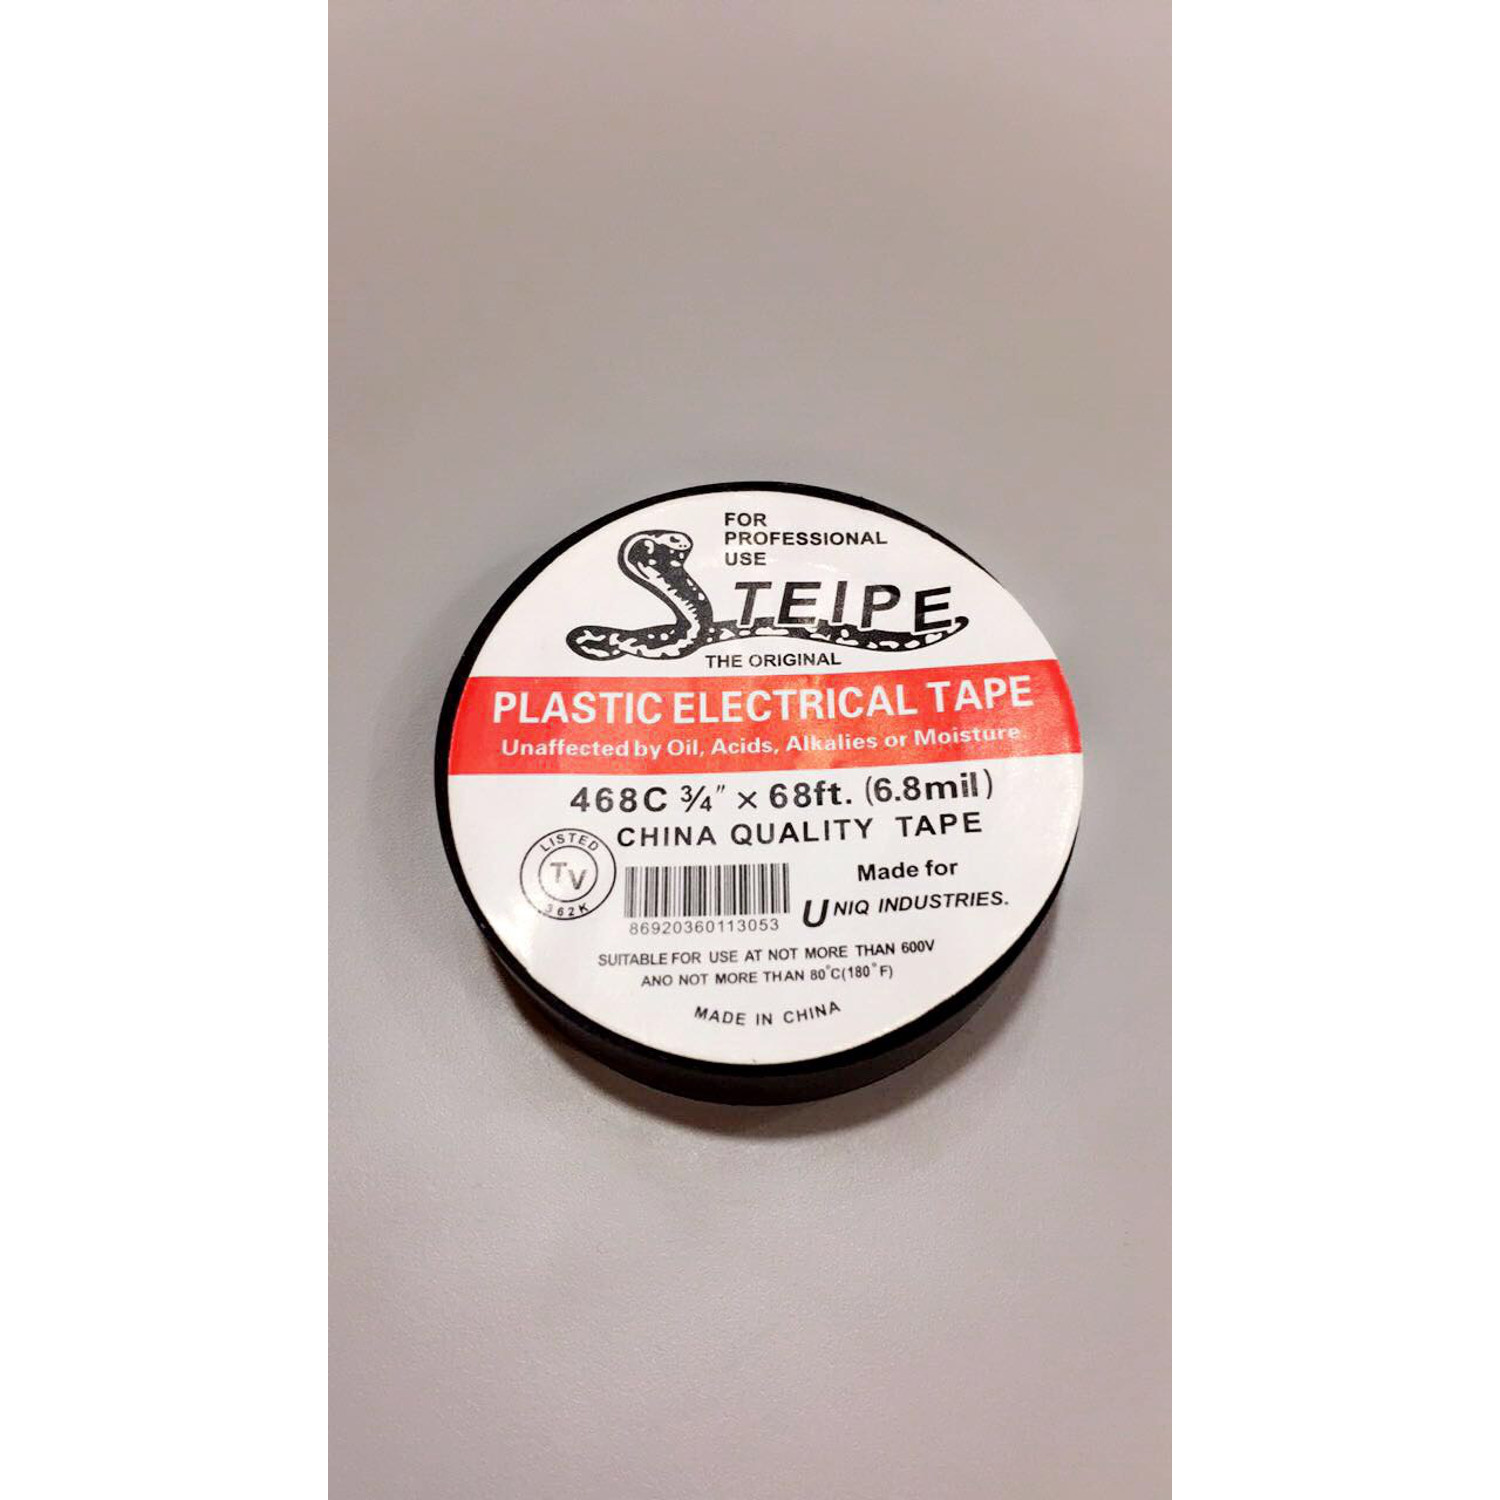 FOR
PROFESSIONAL
USE
STEIPE
THE ORIGINAL
PLASTIC ELECTRICAL TAPE
Unaffected by Oil, Acids, Alkalies or Moisture.
468C ¾" × 68ft. (6.8mil)
CHINA QUALITY TAPE
LISTED
TV
362K
86920360113053
Made for
UNIQ INDUSTRIES.
SUITABLE FOR USE AT NOT MORE THAN 600V
ANO NOT MORE THAN 80°C(180°F)
MADE IN CHINA